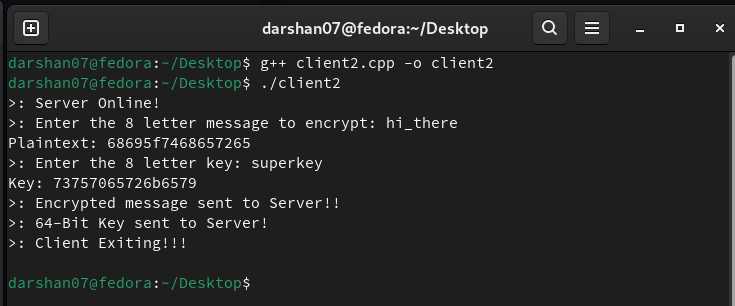 darshan07@fedora:~/Desktop
darshan07@fedora:~/Desktop$ g++ client2.cpp -o client2
darshan07@fedora:~/Desktop$ ./client2
>: Server Online!
>: Enter the 8 letter message to encrypt: hi_there
Plaintext: 68695f7468657265
>: Enter the 8 letter key: superkey
Key: 73757065726b6579
>: Encrypted message sent to Server!!
>: 64-Bit Key sent to Server!
>: Client Exiting!!!
darshan07@fedora:~/Desktop$